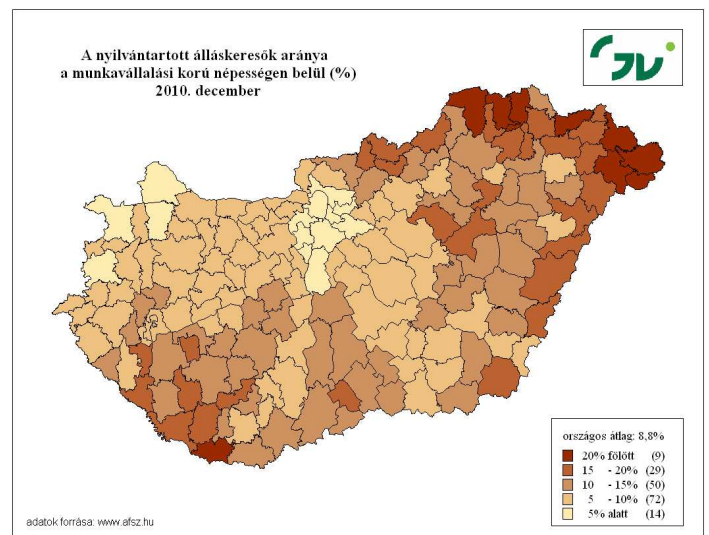 A nyilvántartott álláskeresők aránya
a munkavállalási korú népességen belül (%)
2010. december
országos átlag: 8,8%
20% fölött (9)
15 - 20% (29)
10 - 15% (50)
5 - 10% (72)
5% alatt (14)
adatok forrása: www.afsz.hu